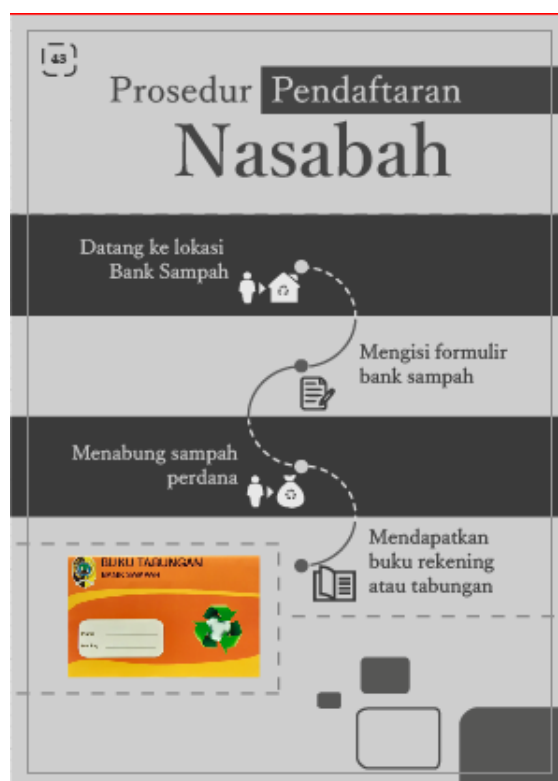 43
Prosedur Pendaftaran
Nasabah
Datang ke lokasi
Bank Sampah
Mengisi formulir
bank sampah
Menabung sampah
perdana
Mendapatkan
buku rekening
atau tabungan
BUKU TABUNGAN
BANK SAMPAH